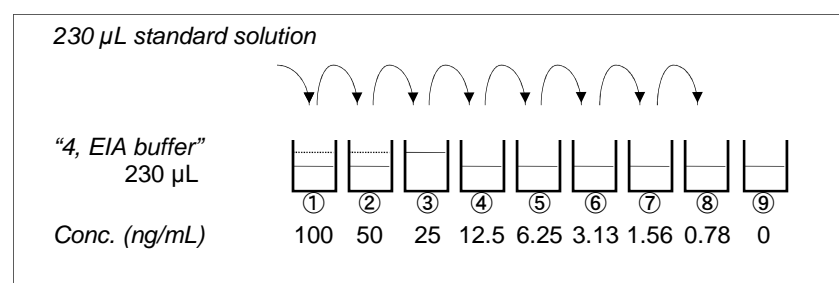 230 µL standard solution
“4, EIA buffer”
230 µL
① ② ③ ④ ⑤ ⑥ ⑦ ⑧ ⑨
Conc. (ng/mL) 100 50 25 12.5 6.25 3.13 1.56 0.78 0